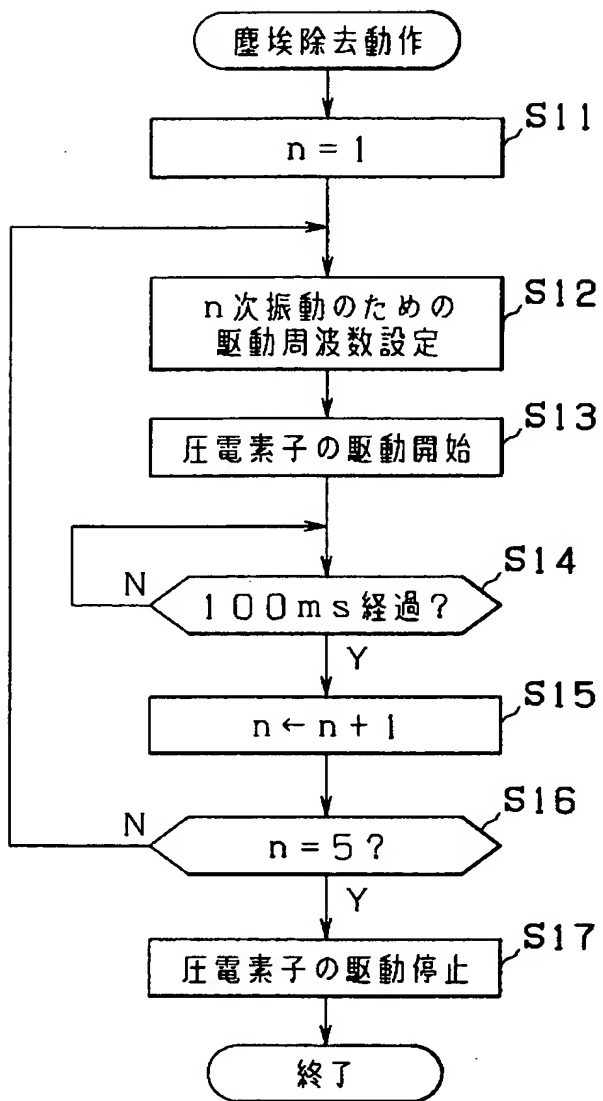 塵埃除去動作
S11
n=1
S12
n次振動のための
駆動周波数設定
S13
圧電素子の駆動開始
S14
N
100ms経過?
Y
S15
n←n+1
S16
N
n=5?
Y
S17
圧電素子の駆動停止
終了